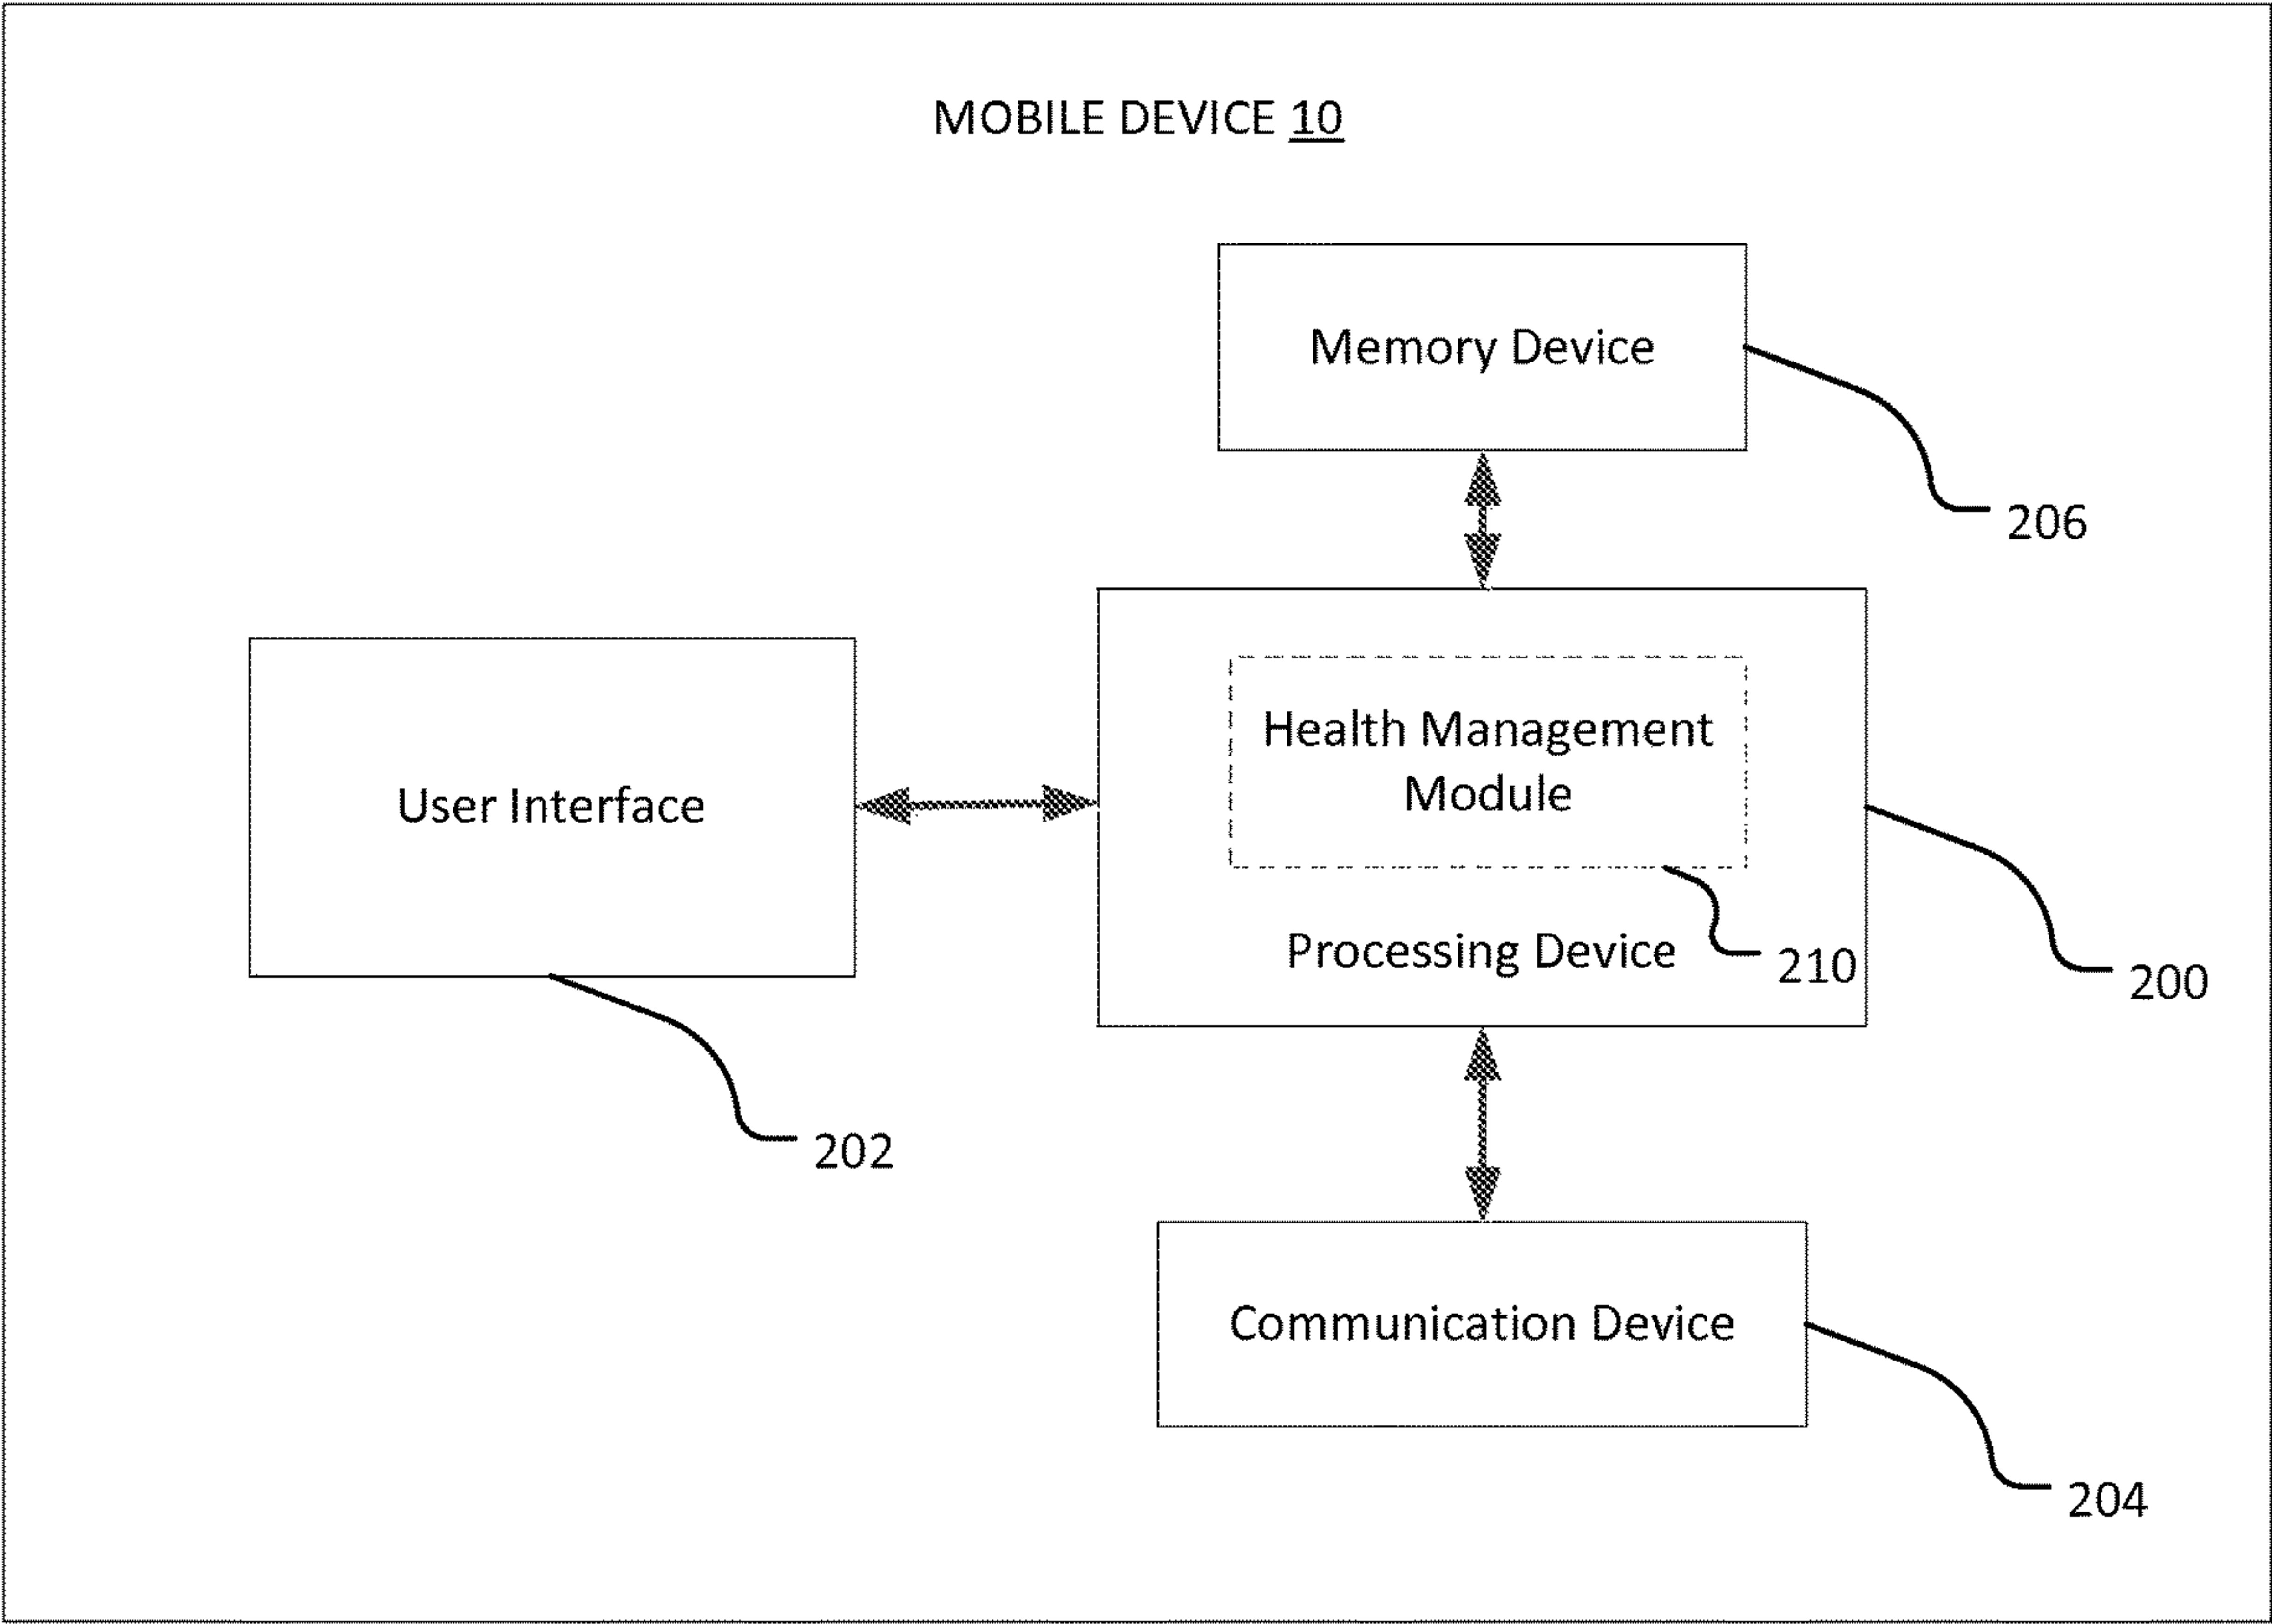 MOBILE DEVICE 10
Memory Device
206
Health Management
Module
User Interface
Processing Device
210
200
202
Communication Device
204